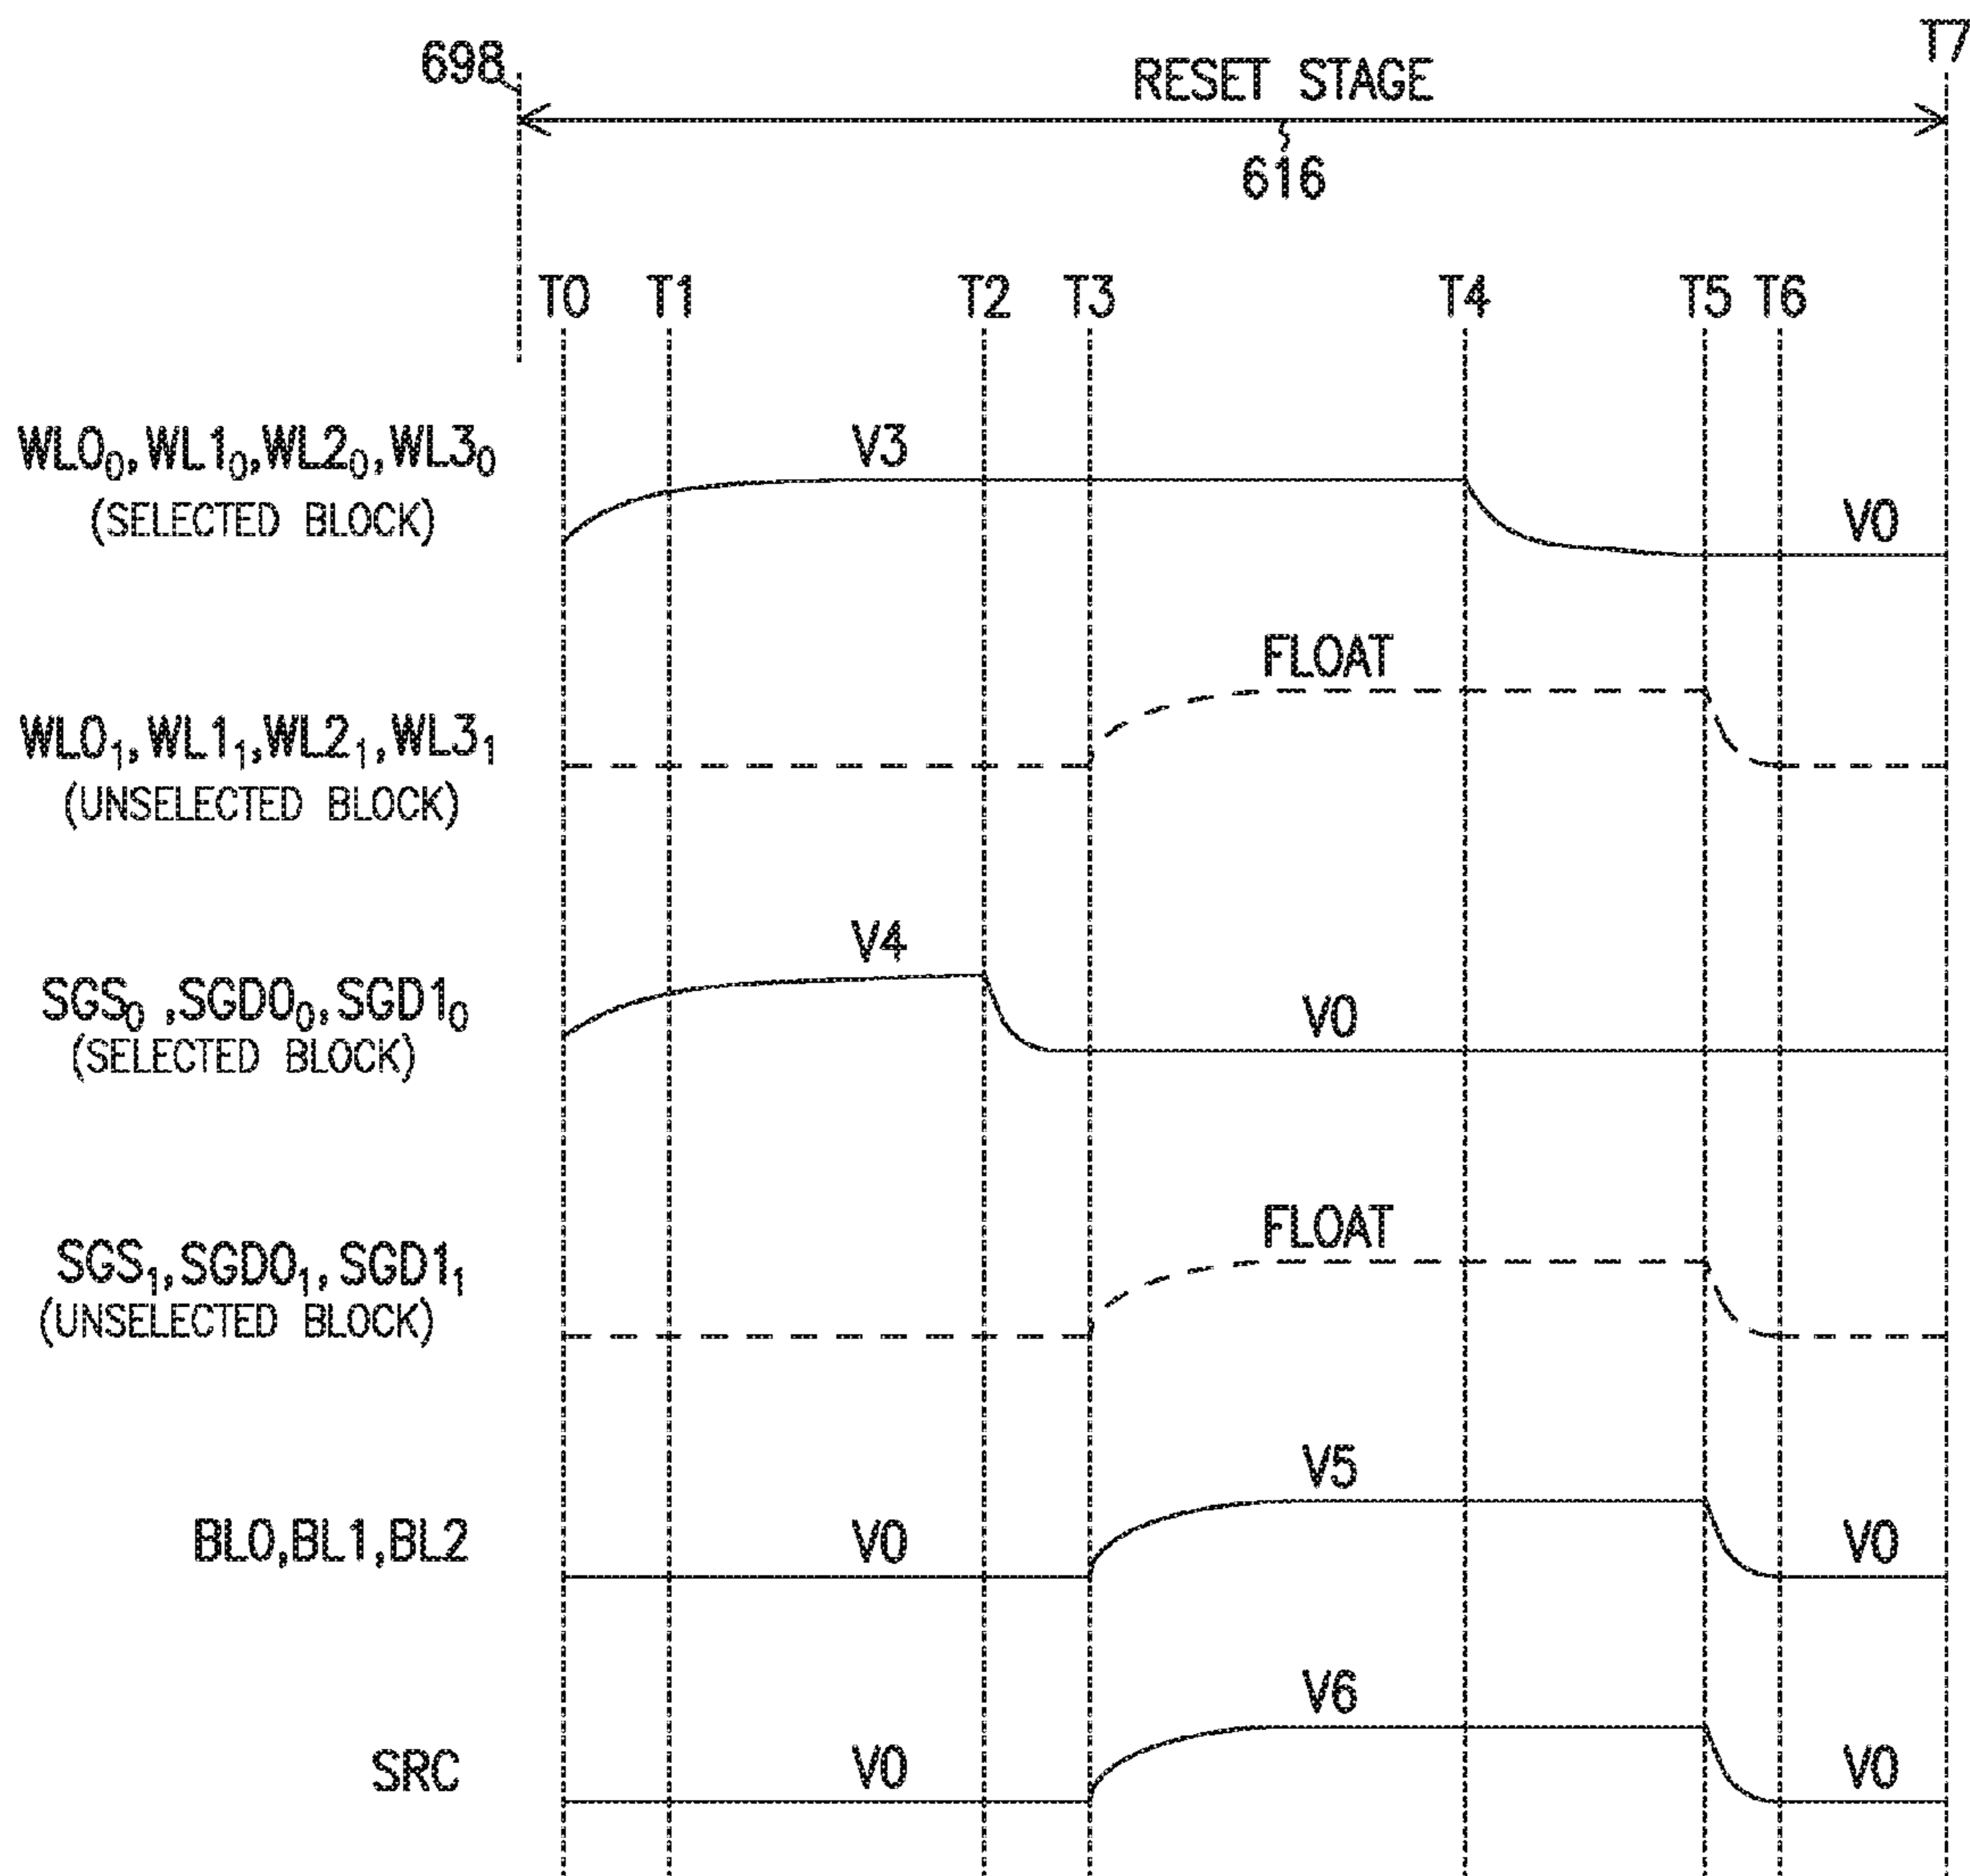 T7
698
RESET STAGE
616
T0 T1 T2 T3 T4 T5 T6
V3
WL0₀,WL1₀,WL2₀,WL3₀
(SELECTED BLOCK)
V0
FLOAT
WL0₁,WL1₁,WL2₁,WL3₁
(UNSELECTED BLOCK)
V4
SGS₀ ,SGD0₀,SGD1₀
(SELECTED BLOCK)
V0
FLOAT
SGS₁,SGD0₁,SGD1₁
(UNSELECTED BLOCK)
V5
BL0,BL1,BL2 V0 V0
V6
SRC V0 V0